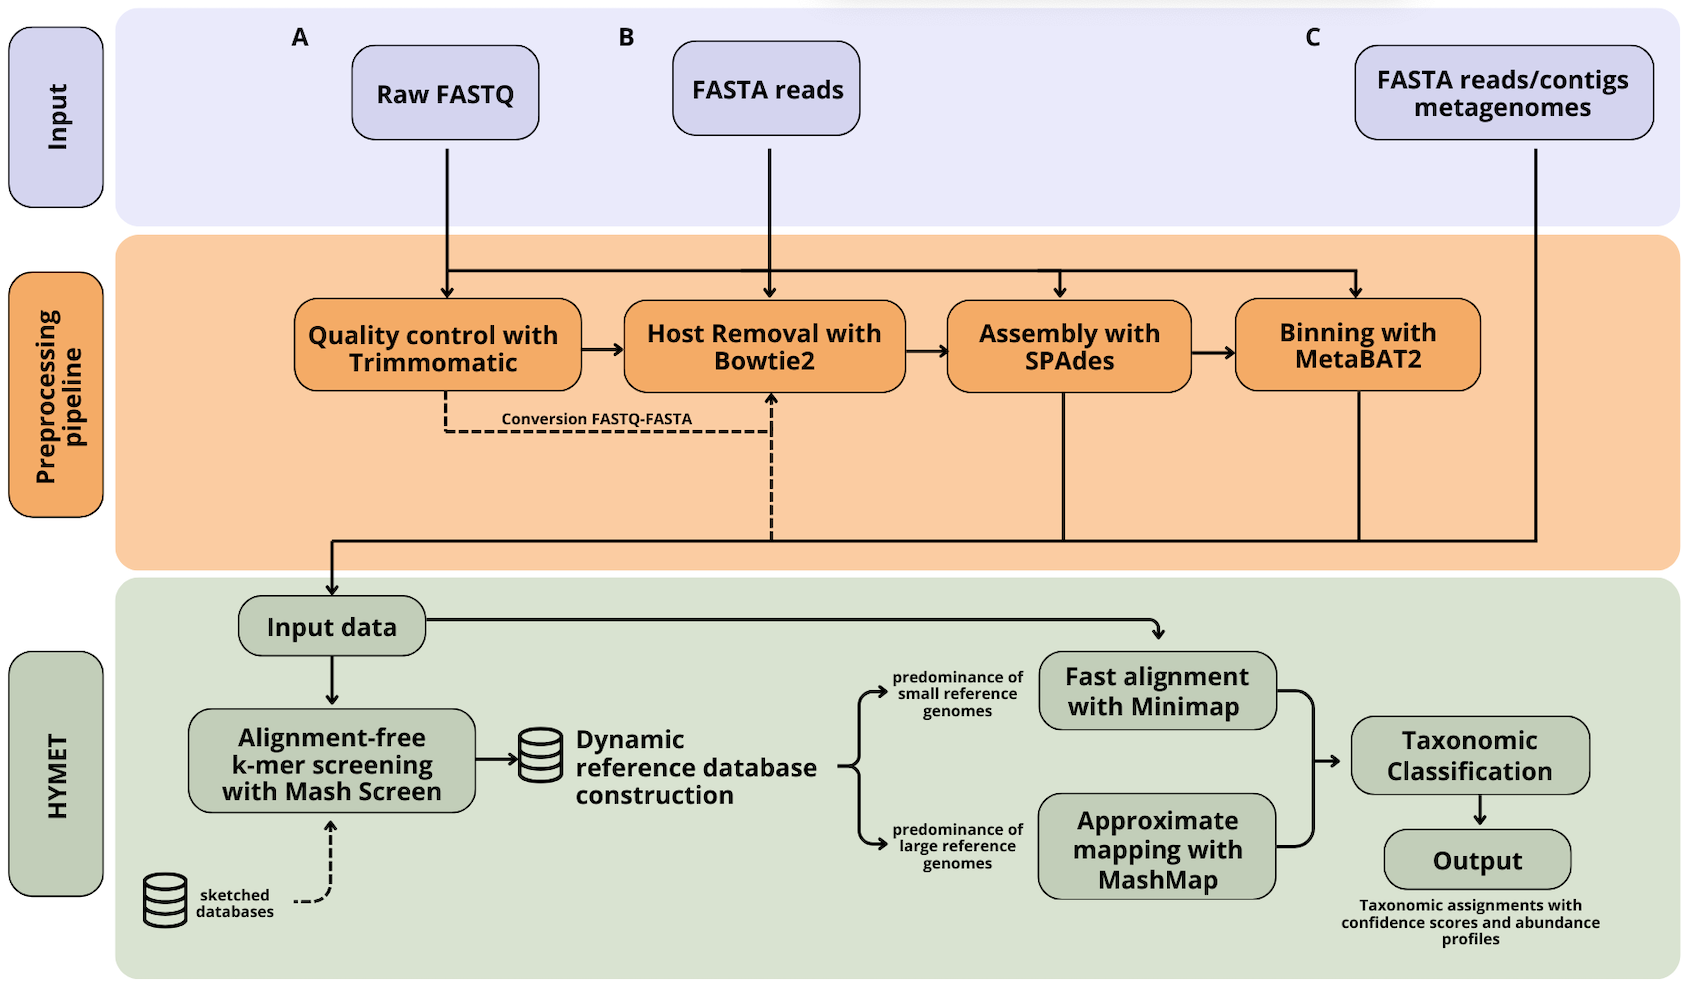 A
B
C
Input
Raw FASTQ
FASTA reads
FASTA reads/contigs
metagenomes
Preprocessing
pipeline
Quality control with
Trimmomatic
Host Removal with
Bowtie2
Assembly with
SPAdes
Binning with
MetaBAT2
Conversion FASTQ-FASTA
HYMET
Input data
Alignment-free
k-mer screening
with Mash Screen
sketched
databases
Dynamic
reference database
construction
predominance of
small reference
genomes
Fast alignment
with Minimap
predominance of
large reference
genomes
Approximate
mapping with
MashMap
Taxonomic
Classification
Output
Taxonomic assignments with
confidence scores and abundance
profiles